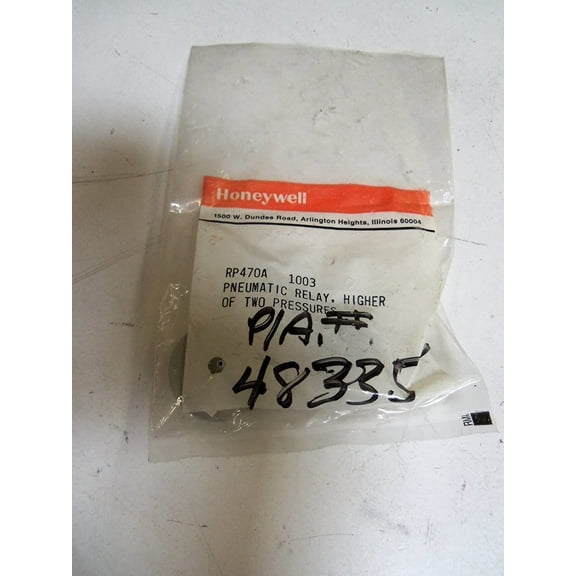 Honeywell
1500 W. Dundee Road, Arlington Heights, Illinois 60004
RP470A 1003
PNEUMATIC RELAY, HIGHER
OF TWO PRESSURES
P/A.#
48335